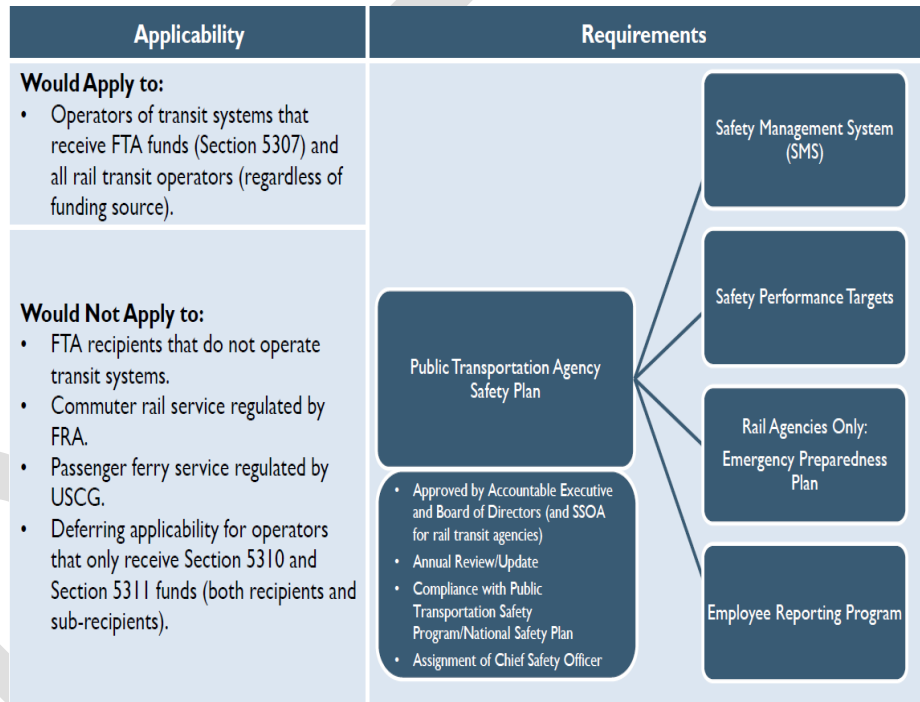 Applicability
Requirements
Would Apply to:
• Operators of transit systems that
receive FTA funds (Section 5307) and
all rail transit operators (regardless of
funding source).
Would Not Apply to:
• FTA recipients that do not operate
transit systems.
• Commuter rail service regulated by
FRA.
• Passenger ferry service regulated by
USCG.
• Deferring applicability for operators
that only receive Section 5310 and
Section 5311 funds (both recipients and
sub-recipients).
Public Transportation Agency
Safety Plan
• Approved by Accountable Executive
and Board of Directors (and SSOA
for rail transit agencies)
• Annual Review/Update
• Compliance with Public
Transportation Safety
Program/National Safety Plan
• Assignment of Chief Safety Officer
Safety Management System
(SMS)
Safety Performance Targets
Rail Agencies Only:
Emergency Preparedness
Plan
Employee Reporting Program